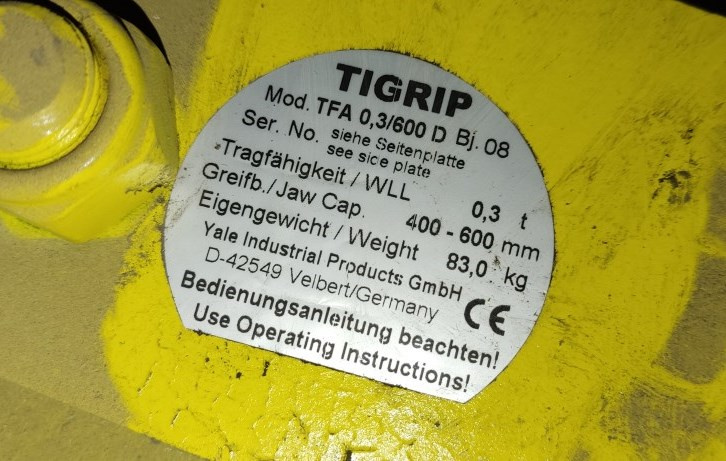 TIGRIP
Mod. TFA 0,3/600 D Bj. 08
Ser. No. siehe Seitenplatte
see side plate
Tragfähigkeit / WLL 0,3 t
Greifb./Jaw Cap. 400 - 600 mm
Eigengewicht / Weight 83,0 kg
Yale Industrial Products GmbH
D-42549 Velbert/Germany CE
Bedienungsanleitung beachten!
Use Operating Instructions!